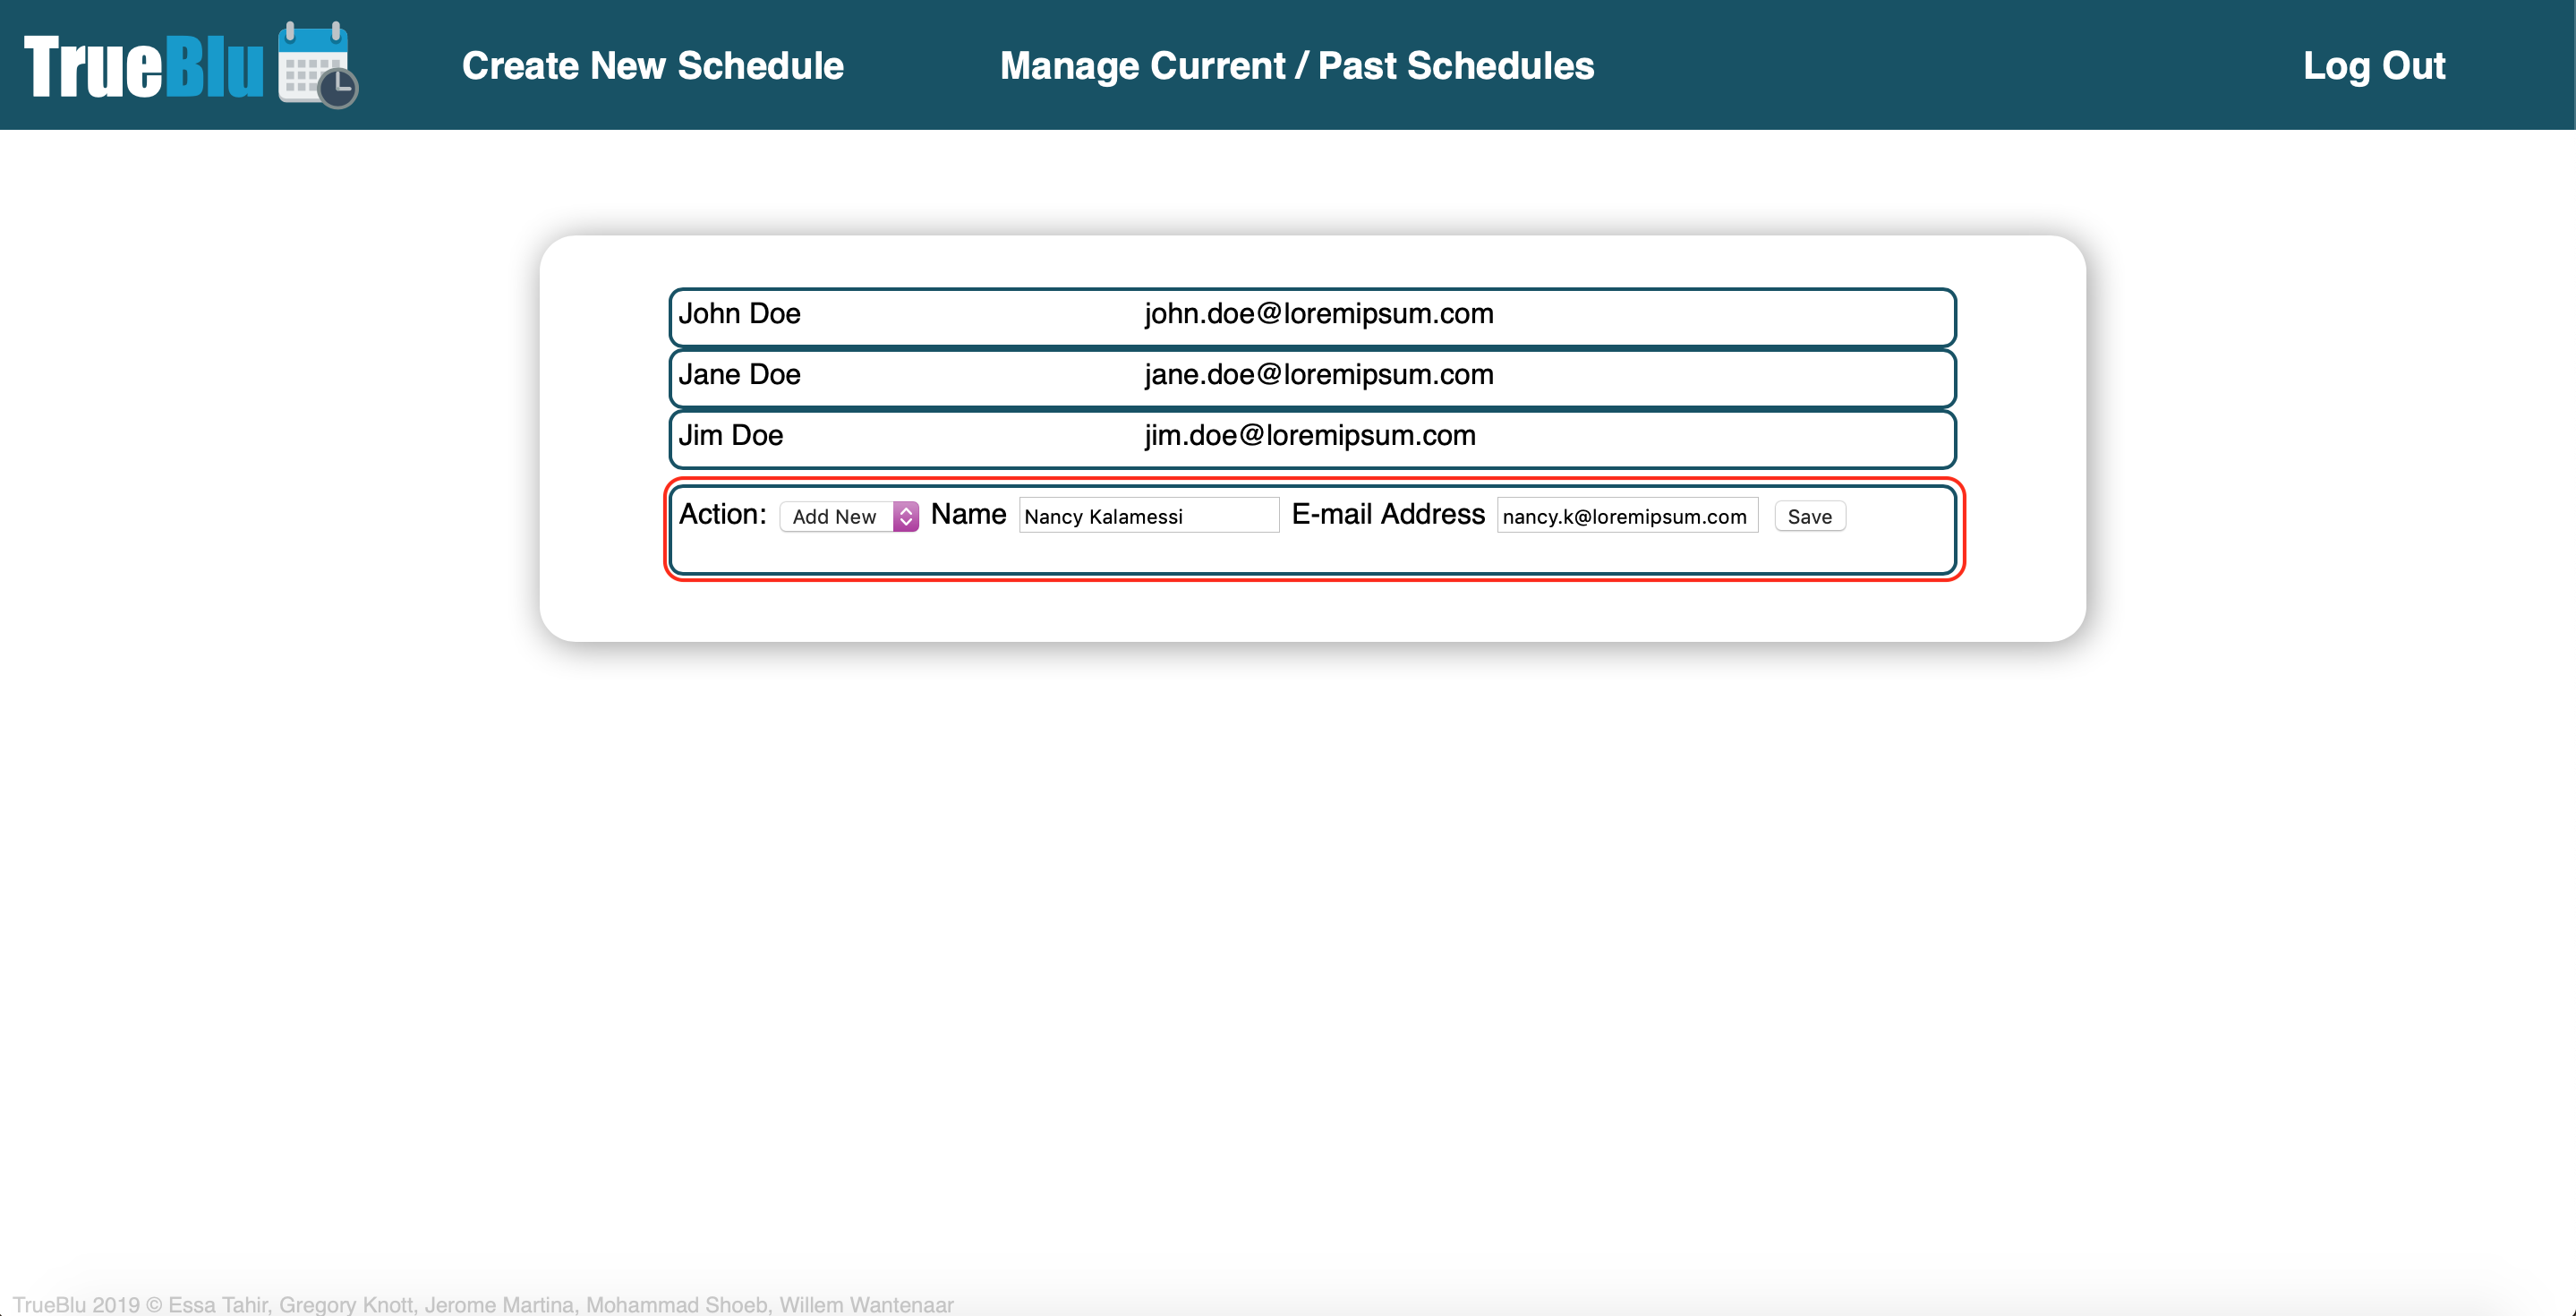 TrueBlu Create New Schedule Manage Current / Past Schedules Log Out
John Doe john.doe@loremipsum.com
Jane Doe jane.doe@loremipsum.com
Jim Doe jim.doe@loremipsum.com
Action: Add New Name Nancy Kalamessi E-mail Address nancy.k@loremipsum.com Save
TrueBlu 2019 © Essa Tahir, Gregory Knott, Jerome Martina, Mohammad Shoeb, Willem Wantenaar